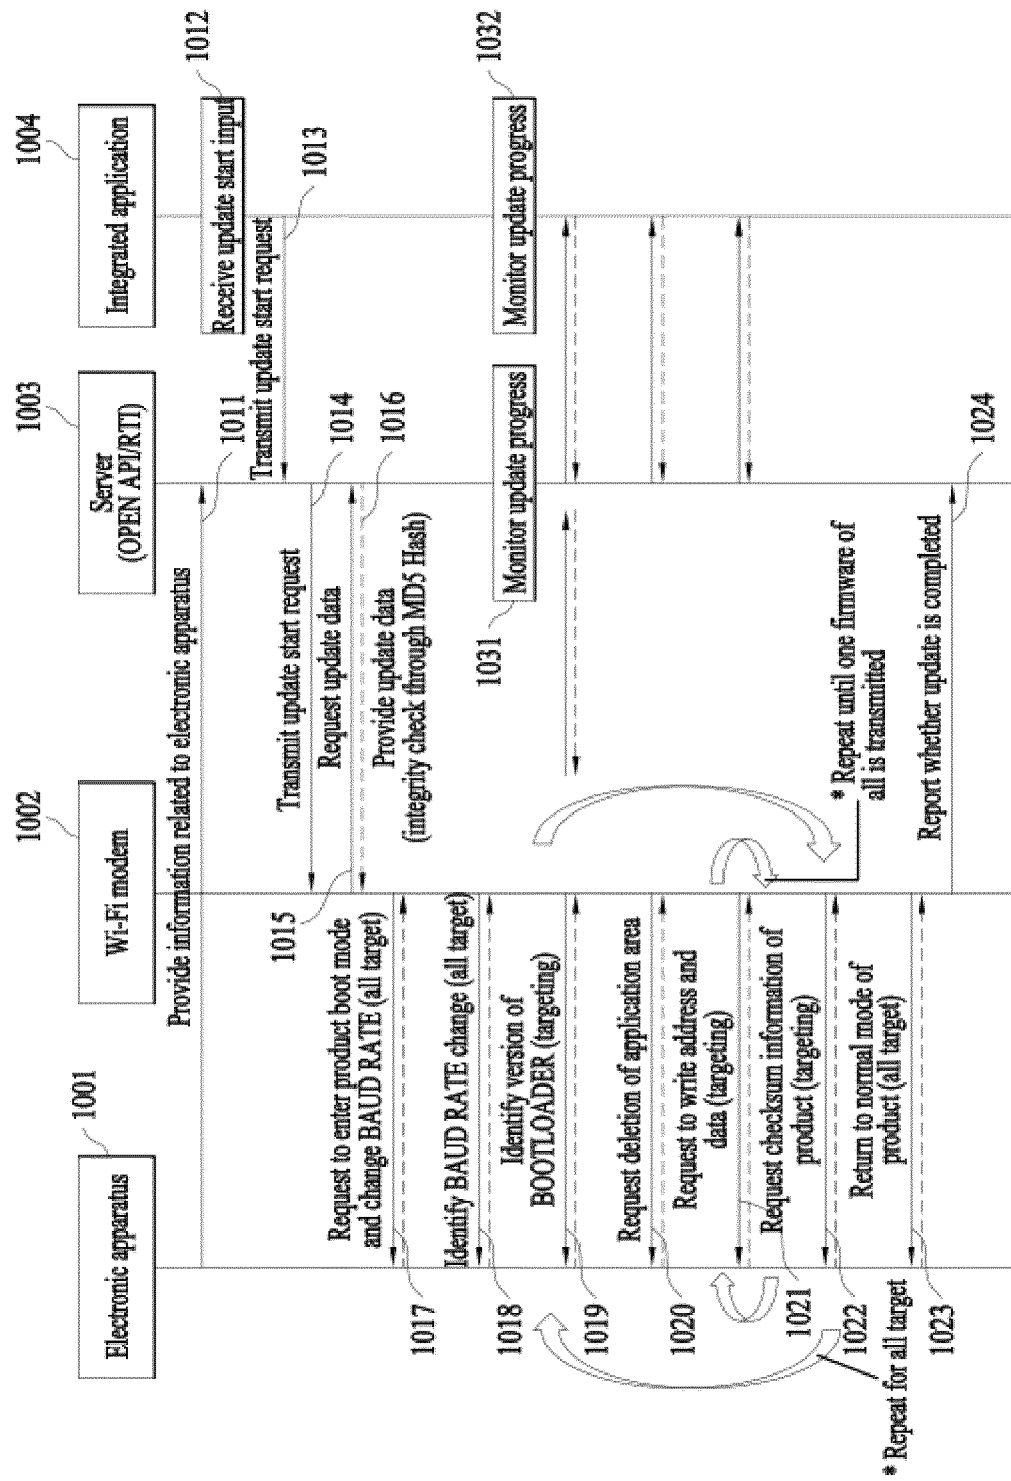 1001
Electronic apparatus
1002
Wi-Fi modem
1003
Server
(OPEN API/RTI)
1004
Integrated application
Provide information related to electronic apparatus
1011
Receive update start input
1012
Transmit update start request
1013
Transmit update start request
1014
Request update data
1015
1016
Provide update data
(integrity check through MD5 Hash)
Request to enter product boot mode
and change BAUD RATE (all target)
1017
Identify BAUD RATE change (all target)
1018
Identify version of
BOOTLOADER (targeting)
1019
Monitor update progress
1031
Monitor update progress
1032
Request deletion of application area
1020
Request to write address and
data (targeting)
1021
Request checksum information of
product (targeting)
1022
* Repeat until one firmware of
all is transmitted
Return to normal mode of
product (all target)
1023
* Repeat for all target
Report whether update is completed
1024